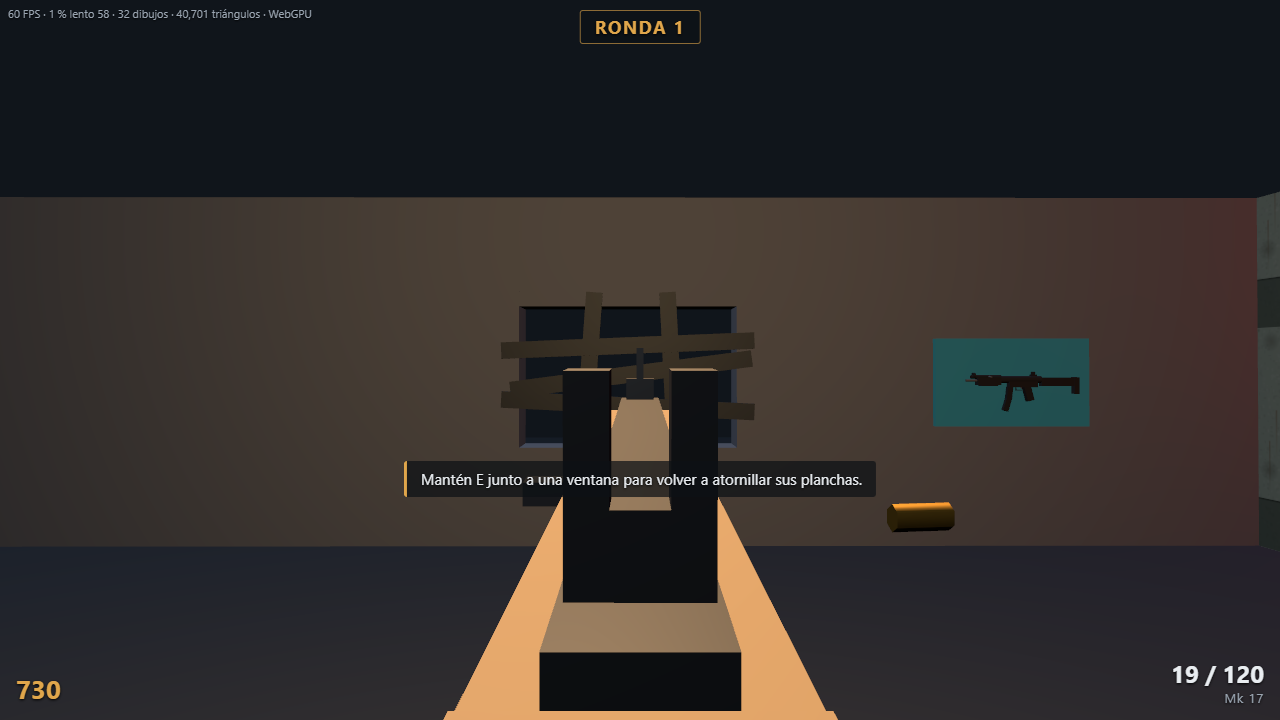 60 FPS · 1 % lento 58 · 32 dibujos · 40,701 triángulos · WebGPU
RONDA 1
Mantén E junto a una ventana para volver a atornillar sus planchas.
730
19 / 120
Mk 17